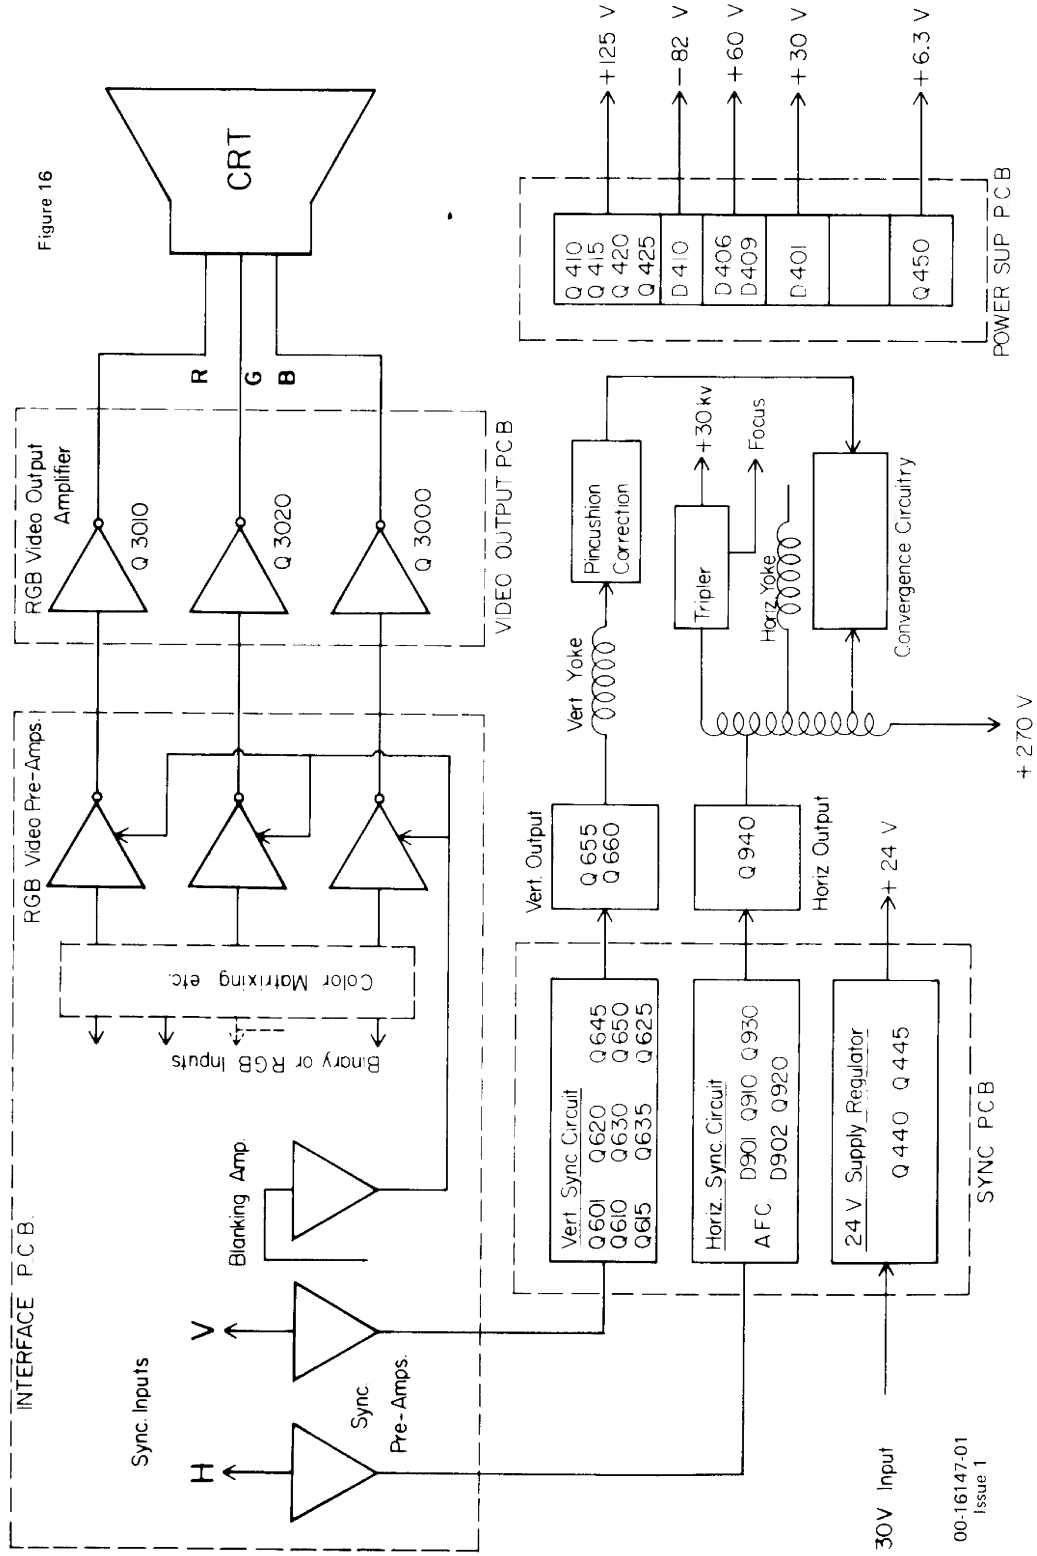 Figure 16
INTERFACE P.C.B.
RGB Video Pre-Amps.
RGB Video Output
Amplifier
CRT
Q 3010
Q 3020
Q 3000
R
G
B
VIDEO OUTPUT PCB
Color Matrixing etc.
Binary or RGB Inputs
Blanking Amp.
Sync. Inputs
H
V
Sync.
Pre-Amps.
Vert Sync Circuit
Q601 Q620 Q645
Q610 Q630 Q650
Q615 Q635 Q625
Vert. Output
Q 655
Q 660
Vert Yoke
Pincushion
Correction
Horiz. Sync. Circuit
AFC. D901 Q910 Q930
D902 Q920
Q 940
Horiz Output
Tripler
+30 kv
Focus
Horiz. Yoke
Convergence Circuitry
+ 270 V
24 V Supply Regulator
Q 440 Q 445
+ 24 V
SYNC PCB
30V Input
Q 410
Q 415
Q 420
Q 425
D 410
D 406
D 409
D401
Q 450
+125 V
-82 V
+60 V
+30 V
+6.3 V
POWER SUP P.C.B
00-16147-01
Issue 1